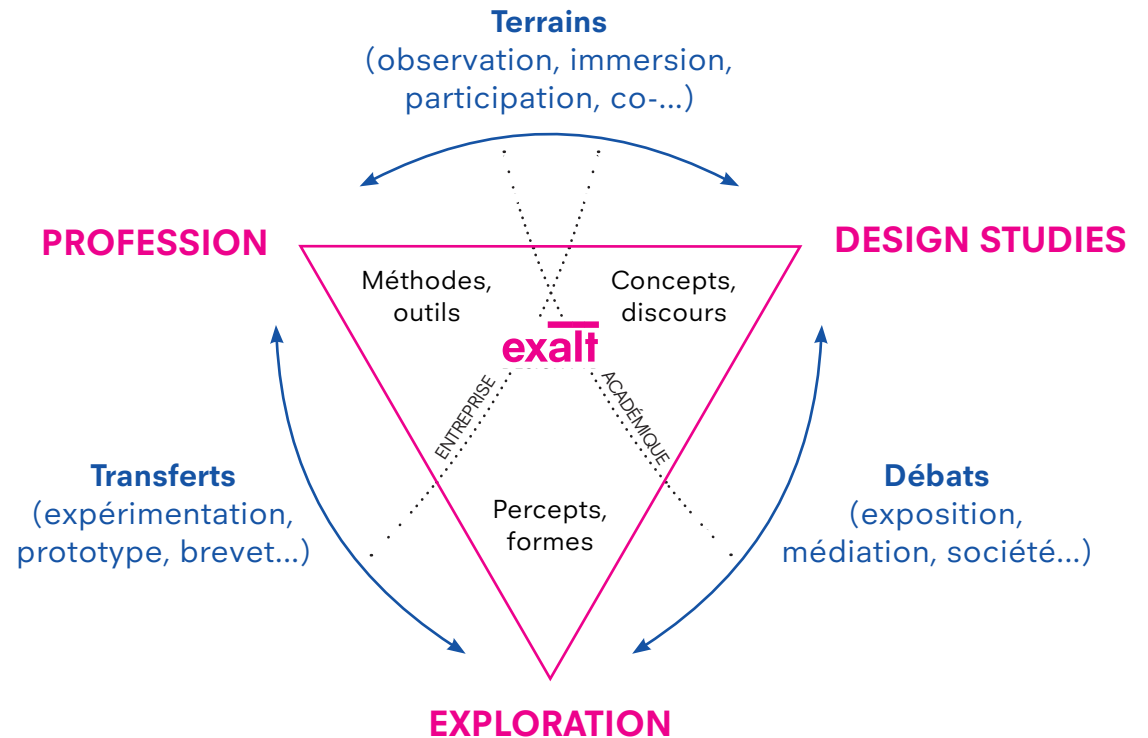 Terrains
(observation, immersion,
participation, co-...)
PROFESSION
DESIGN STUDIES
Méthodes,
outils
Concepts,
discours
exalt
ENTREPRISE
ACADÉMIQUE
Transferts
(expérimentation,
prototype, brevet...)
Percepts,
formes
Débats
(exposition,
médiation, société...)
EXPLORATION